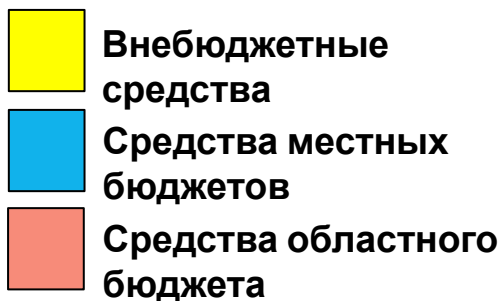 Внебюджетные
средства
Средства местных
бюджетов
Средства областного
бюджета